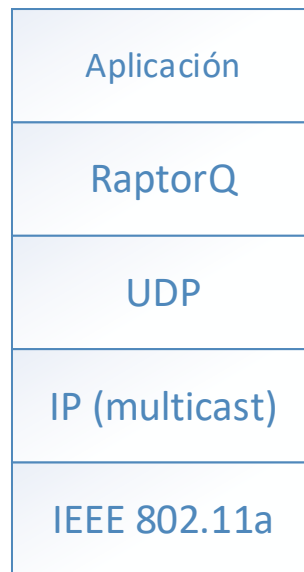 Aplicación
RaptorQ
UDP
IP (multicast)
IEEE 802.11a